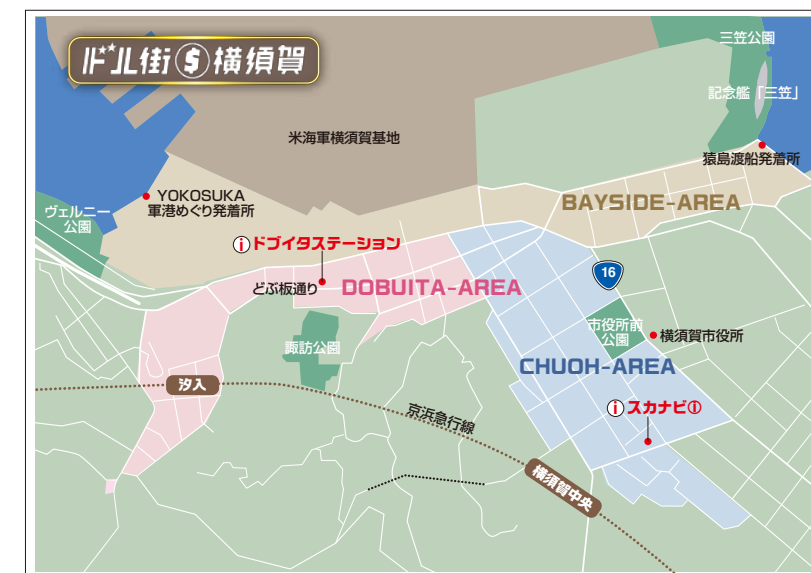 ドル街$横須賀
三笠公園
記念艦「三笠」
米海軍横須賀基地
猿島渡船発着所
YOKOSUKA
軍港めぐり発着所
BAYSIDE-AREA
ヴェルニー
公園
iドブイタステーション
16
どぶ板通り
DOBUITA-AREA
市役所前
公園
横須賀市役所
諏訪公園
CHUOH-AREA
汐入
iスカナビⓘ
京浜急行線
横須賀中央